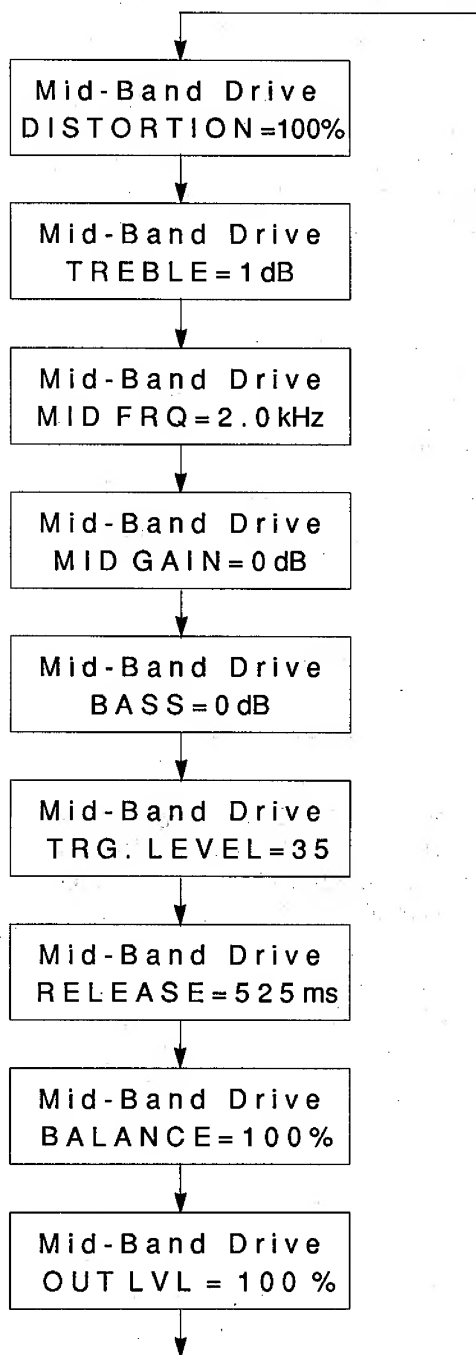 Mid-Band Drive
DISTORTION=100%
Mid-Band Drive
TREBLE=1dB
Mid-Band Drive
MID FRQ=2.0kHz
Mid-Band Drive
MID GAIN=0dB
Mid-Band Drive
BASS=0dB
Mid-Band Drive
TRG. LEVEL=35
Mid-Band Drive
RELEASE=525ms
Mid-Band Drive
BALANCE=100%
Mid-Band Drive
OUT LVL = 100 %